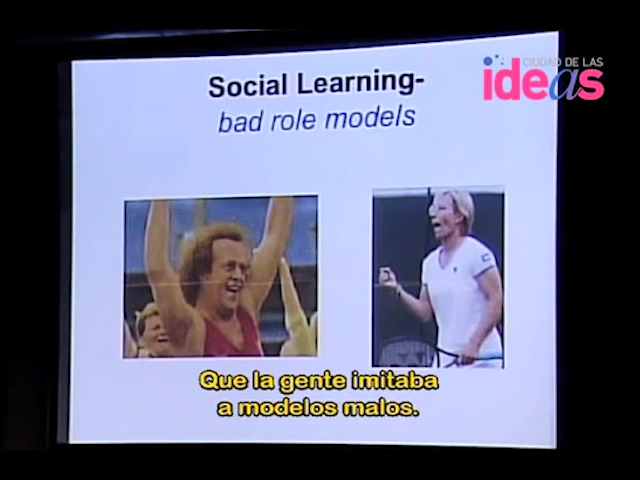 CIUDAD DE LAS
ideas
Social Learning-
bad role models
Que la gente imitaba
a modelos malos.